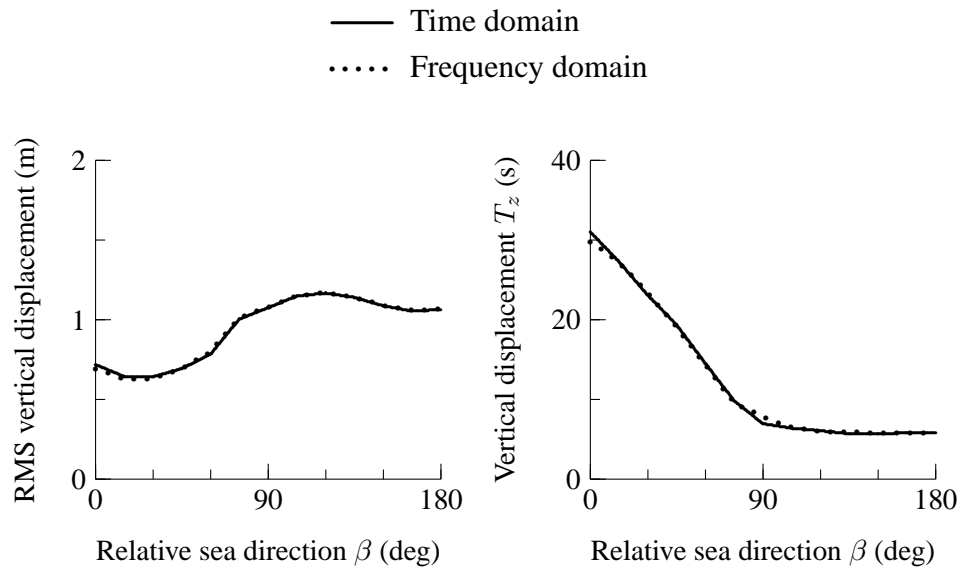 Time domain
Frequency domain
RMS vertical displacement (m)
2
1
0
0 90 180
Relative sea direction β (deg)
Vertical displacement T_z (s)
40
20
0
0 90 180
Relative sea direction β (deg)